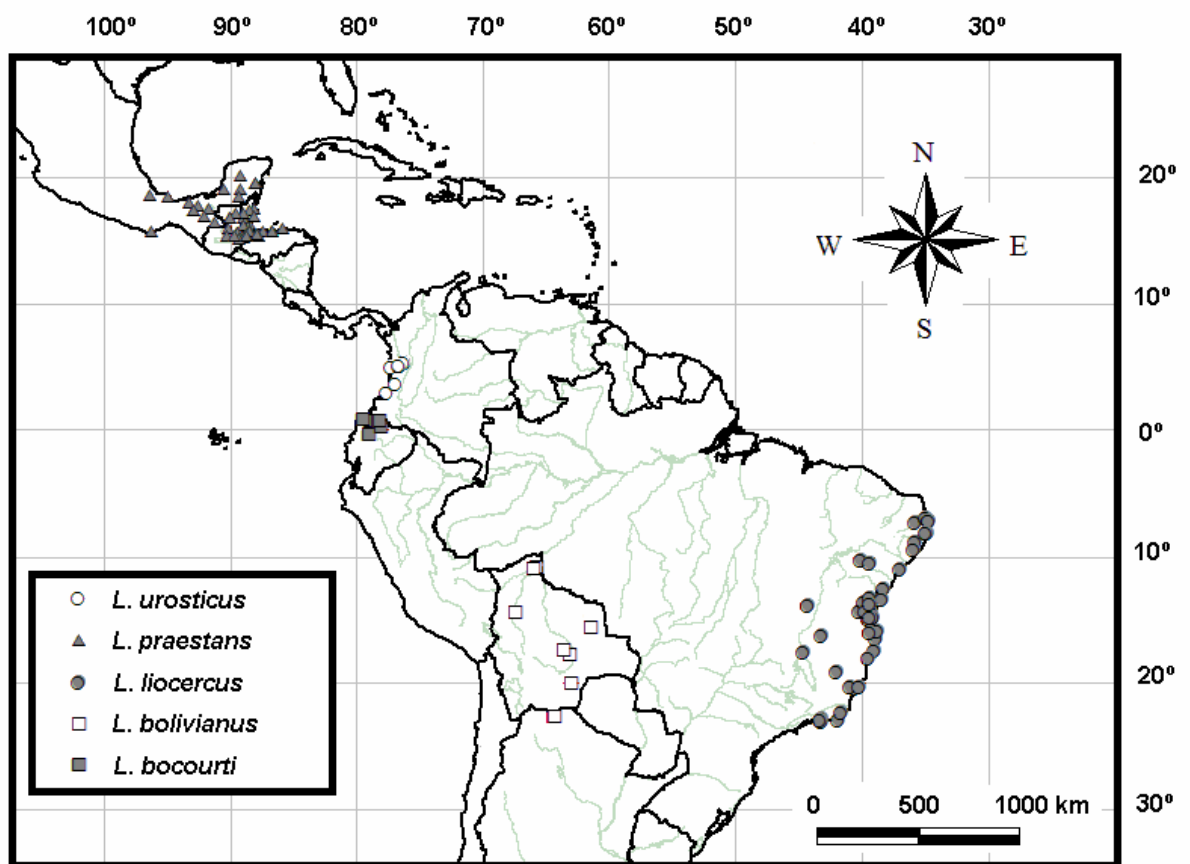 100º 90º 80º 70º 60º 50º 40º 30º
N
W E
S
20º
10º
0º
10º
20º
30º
L. urosticus
L. praestans
L. liocercus
L. bolivianus
L. bocourti
0 500 1000 km